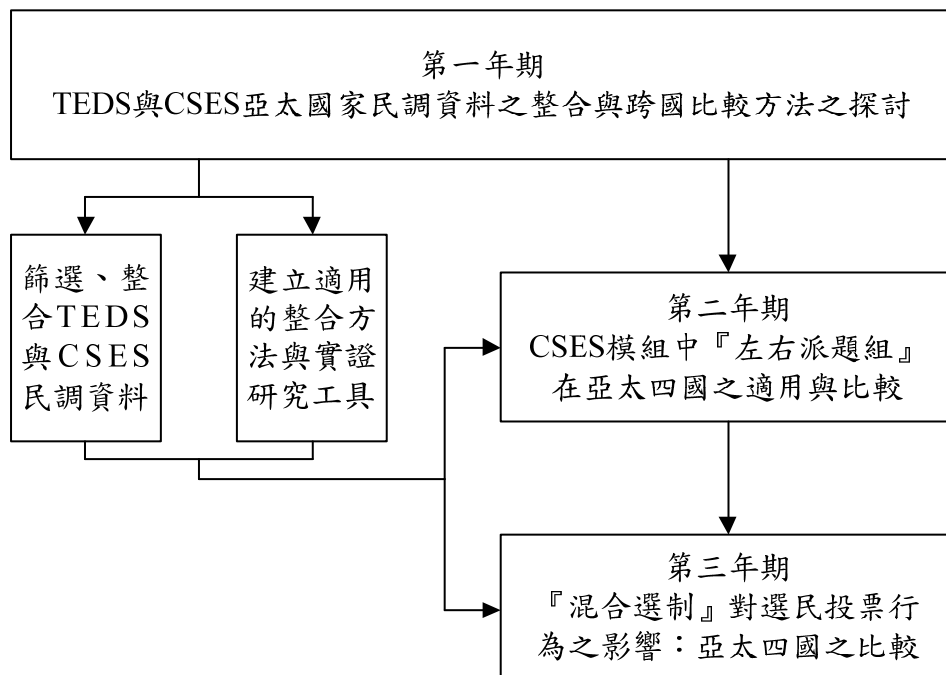 第一年期
TEDS與CSES亞太國家民調資料之整合與跨國比較方法之探討
篩選、整
合TEDS
與CSES
民調資料
建立適用
的整合方
法與實證
研究工具
第二年期
CSES模組中『左右派題組』
在亞太四國之適用與比較
第三年期
『混合選制』對選民投票行
為之影響：亞太四國之比較